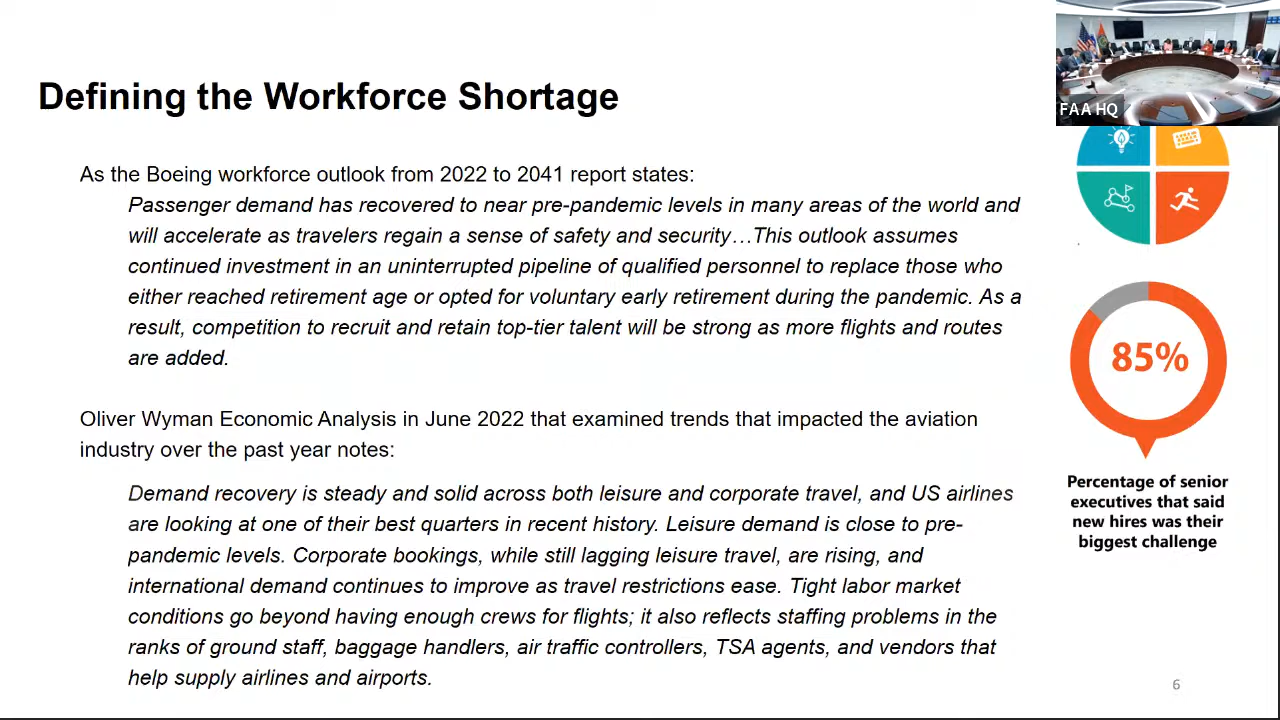 Defining the Workforce Shortage
FAA HQ
As the Boeing workforce outlook from 2022 to 2041 report states:
Passenger demand has recovered to near pre-pandemic levels in many areas of the world and
will accelerate as travelers regain a sense of safety and security…This outlook assumes
continued investment in an uninterrupted pipeline of qualified personnel to replace those who
either reached retirement age or opted for voluntary early retirement during the pandemic. As a
result, competition to recruit and retain top-tier talent will be strong as more flights and routes
are added.
Oliver Wyman Economic Analysis in June 2022 that examined trends that impacted the aviation
industry over the past year notes:
Demand recovery is steady and solid across both leisure and corporate travel, and US airlines
are looking at one of their best quarters in recent history. Leisure demand is close to pre-
pandemic levels. Corporate bookings, while still lagging leisure travel, are rising, and
international demand continues to improve as travel restrictions ease. Tight labor market
conditions go beyond having enough crews for flights; it also reflects staffing problems in the
ranks of ground staff, baggage handlers, air traffic controllers, TSA agents, and vendors that
help supply airlines and airports.
85%
Percentage of senior
executives that said
new hires was their
biggest challenge
6